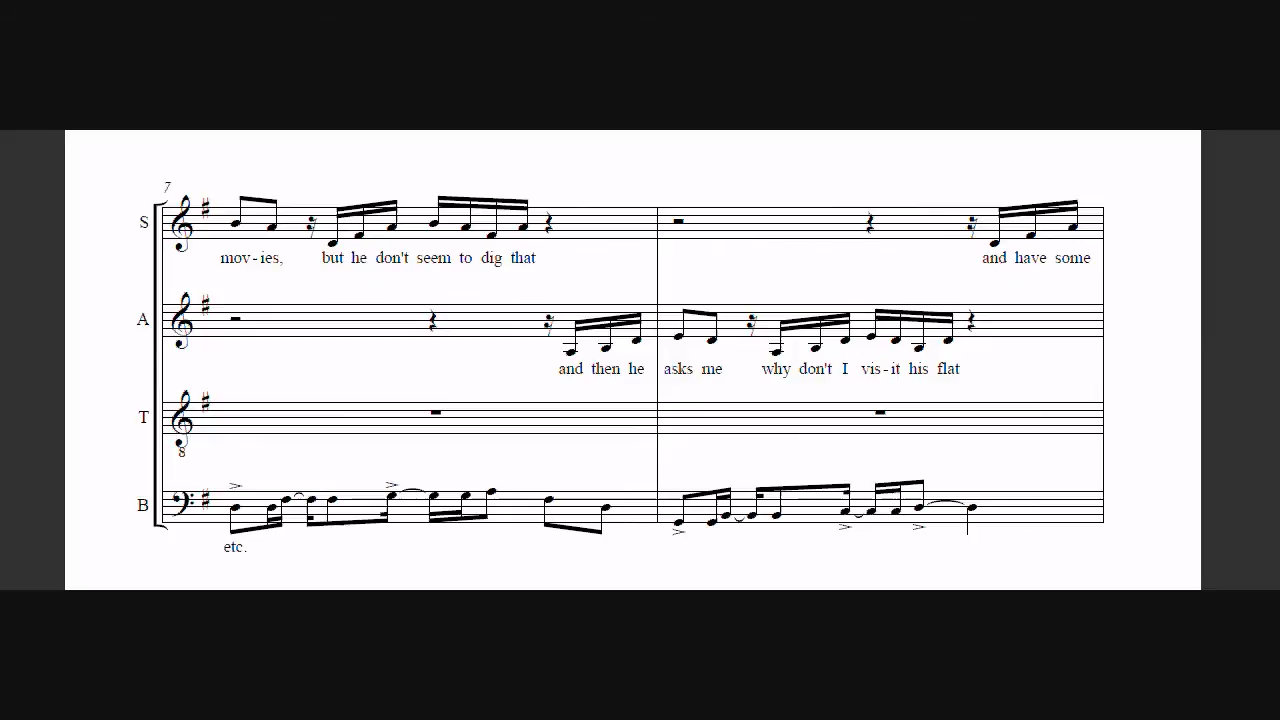 7
S
mov-ies, but he don't seem to dig that and have some
A
and then he asks me why don't I vis-it his flat
T
8
B
etc.